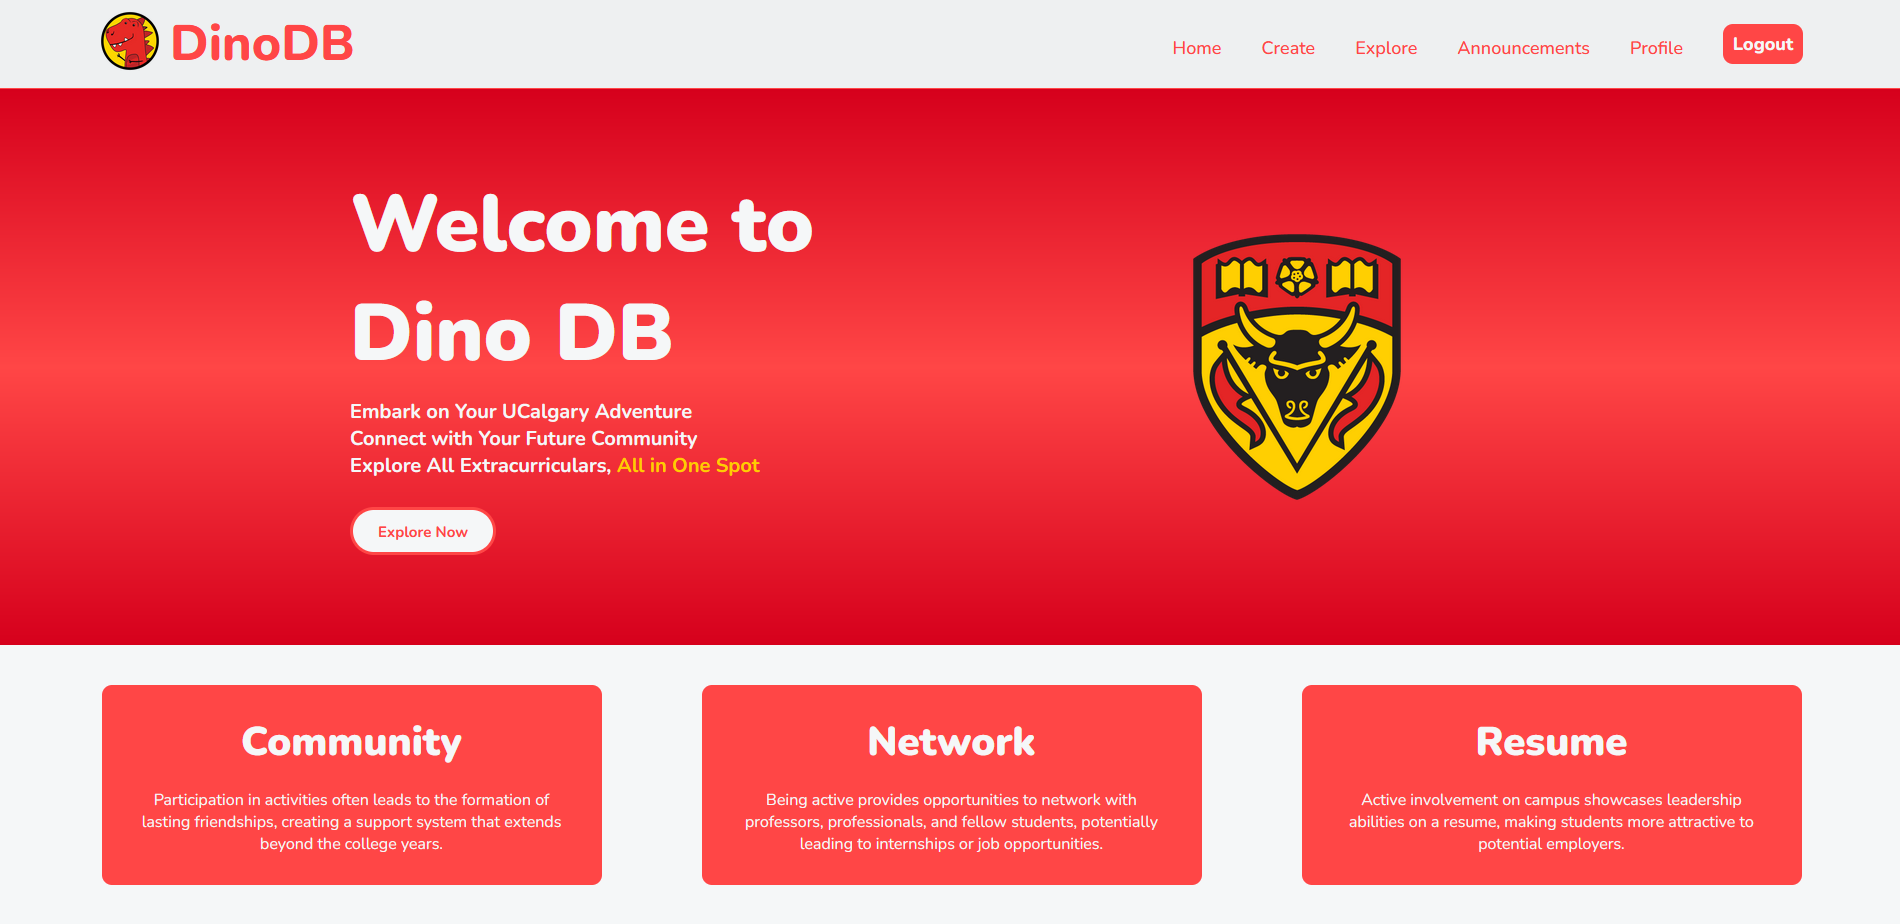 DinoDB
Home Create Explore Announcements Profile Logout
Welcome to
Dino DB
Embark on Your UCalgary Adventure
Connect with Your Future Community
Explore All Extracurriculars, All in One Spot
Explore Now
Community
Participation in activities often leads to the formation of
lasting friendships, creating a support system that extends
beyond the college years.
Network
Being active provides opportunities to network with
professors, professionals, and fellow students, potentially
leading to internships or job opportunities.
Resume
Active involvement on campus showcases leadership
abilities on a resume, making students more attractive to
potential employers.